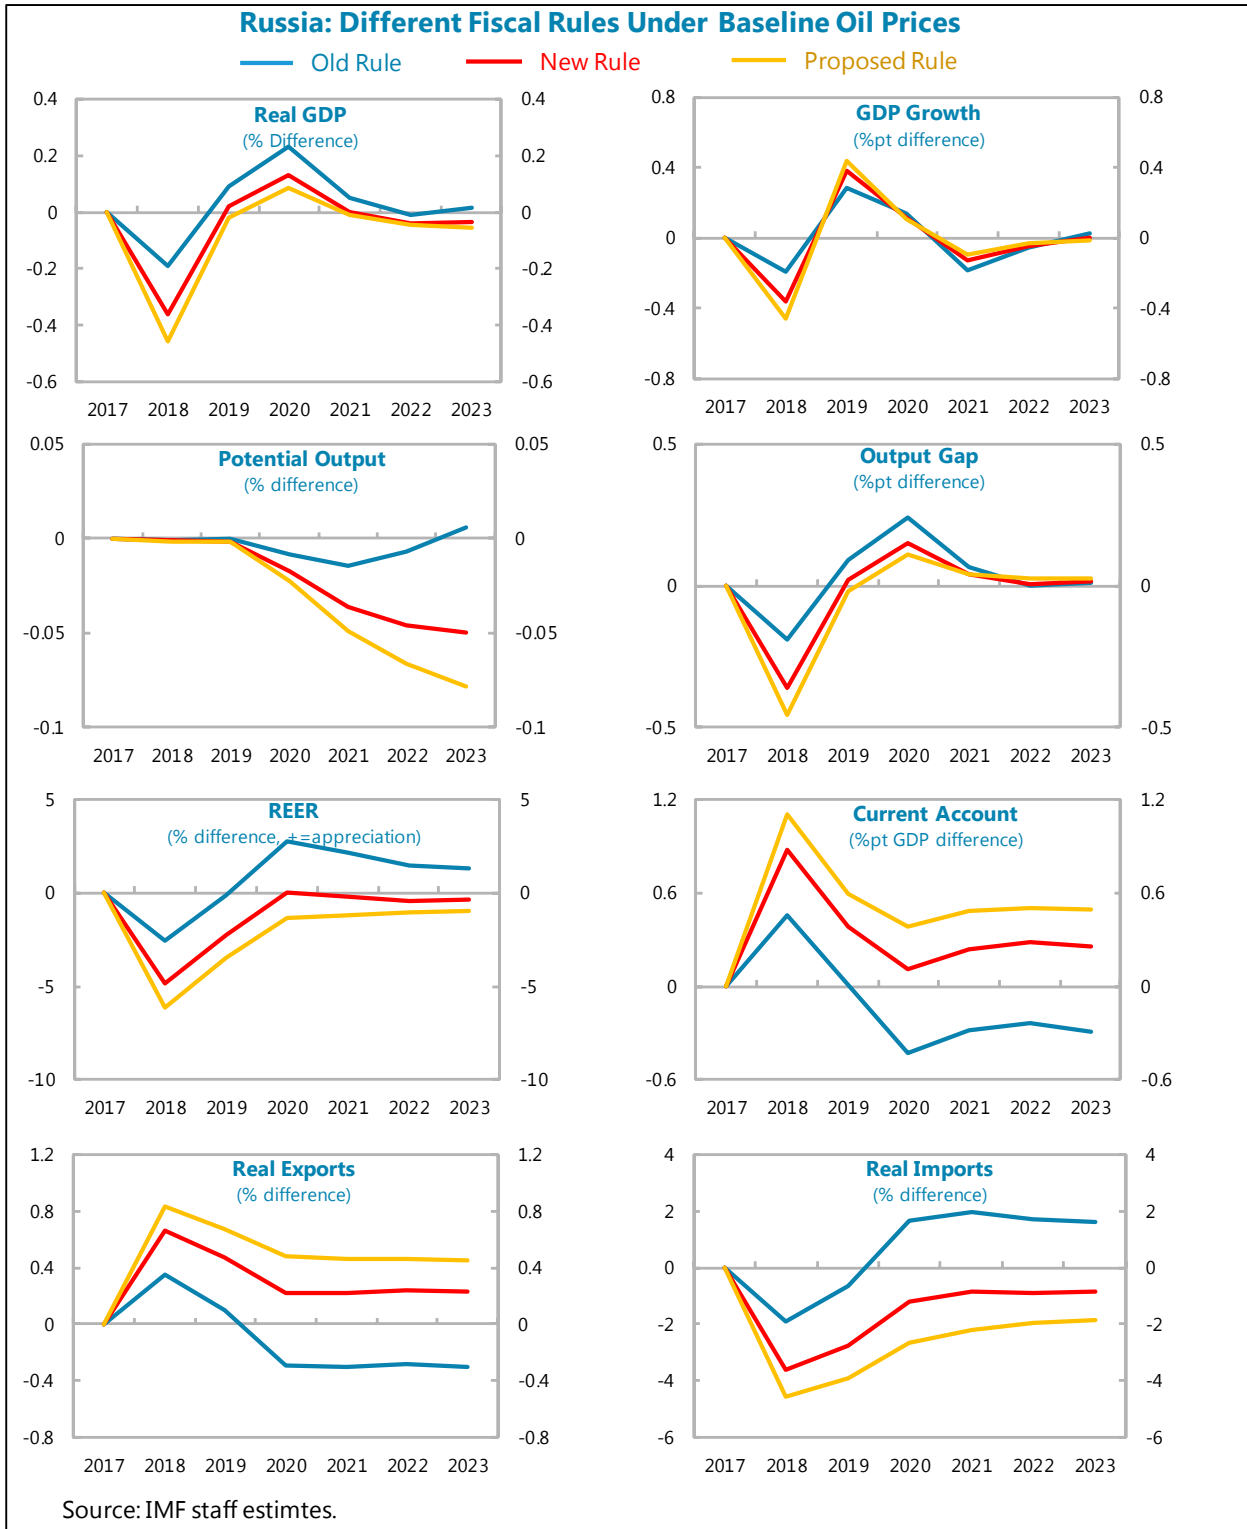 Russia: Different Fiscal Rules Under Baseline Oil Prices
Old Rule New Rule Proposed Rule
Real GDP
(% Difference)
0.4 0.4
0.2 0.2
0 0
-0.2 -0.2
-0.4 -0.4
-0.6 -0.6
2017 2018 2019 2020 2021 2022 2023
GDP Growth
(%pt difference)
0.8 0.8
0.4 0.4
0 0
-0.4 -0.4
-0.8 -0.8
2017 2018 2019 2020 2021 2022 2023
Potential Output
(% difference)
0.05 0.05
0 0
-0.05 -0.05
-0.1 -0.1
2017 2018 2019 2020 2021 2022 2023
Output Gap
(%pt difference)
0.5 0.5
0 0
-0.5 -0.5
2017 2018 2019 2020 2021 2022 2023
REER
(% difference, +=appreciation)
5 5
0 0
-5 -5
-10 -10
2017 2018 2019 2020 2021 2022 2023
Current Account
(%pt GDP difference)
1.2 1.2
0.6 0.6
0 0
-0.6 -0.6
2017 2018 2019 2020 2021 2022 2023
Real Exports
(% difference)
1.2 1.2
0.8 0.8
0.4 0.4
0 0
-0.4 -0.4
-0.8 -0.8
2017 2018 2019 2020 2021 2022 2023
Real Imports
(% difference)
4 4
2 2
0 0
-2 -2
-4 -4
-6 -6
2017 2018 2019 2020 2021 2022 2023
Source: IMF staff estimtes.